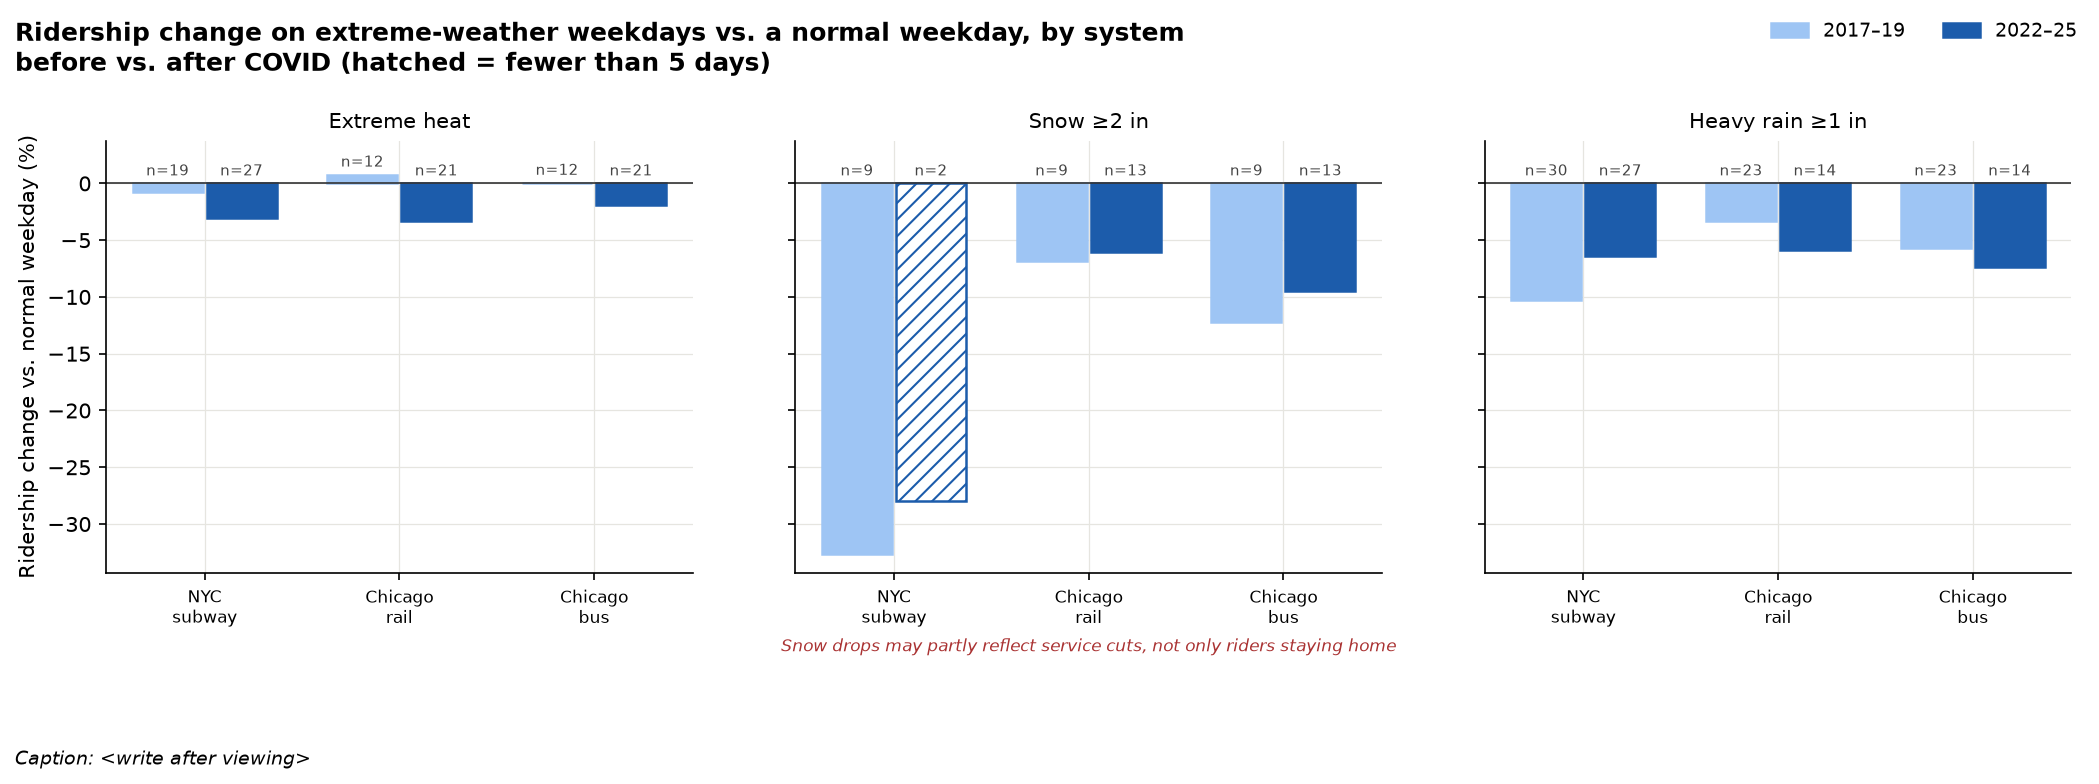 Ridership change on extreme-weather weekdays vs. a normal weekday, by system
before vs. after COVID (hatched = fewer than 5 days)
2017–19
2022–25
Ridership change vs. normal weekday (%)
Extreme heat
n=19
n=27
n=12
n=21
n=12
n=21
0
−5
−10
−15
−20
−25
−30
NYC
subway
Chicago
rail
Chicago
bus
Snow ≥2 in
n=9
n=2
n=9
n=13
n=9
n=13
NYC
subway
Chicago
rail
Chicago
bus
Snow drops may partly reflect service cuts, not only riders staying home
Heavy rain ≥1 in
n=30
n=27
n=23
n=14
n=23
n=14
NYC
subway
Chicago
rail
Chicago
bus
Caption: <write after viewing>